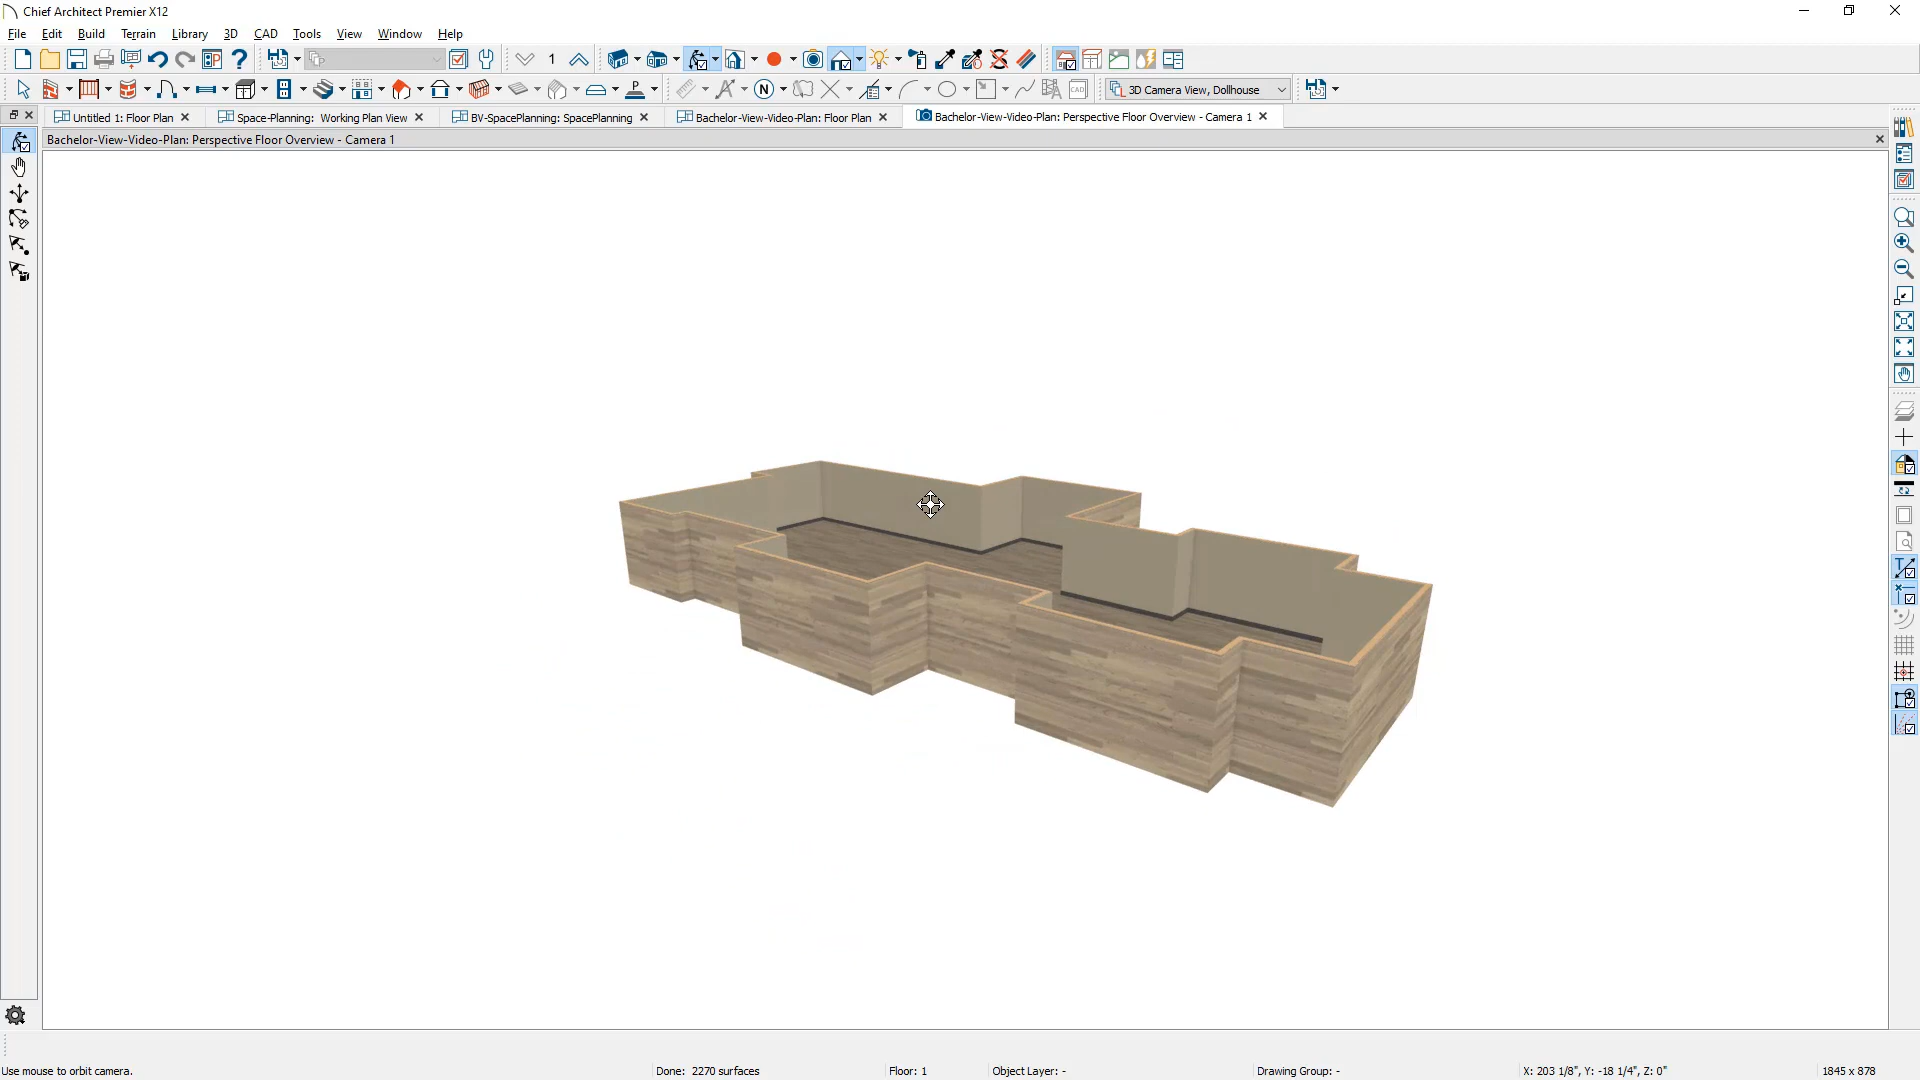 Chief Architect Premier X12
File Edit Build Terrain Library 3D CAD Tools View Window Help
1
3D Camera View, Dollhouse
Untitled 1: Floor Plan
Space-Planning: Working Plan View
BV-SpacePlanning: SpacePlanning
Bachelor-View-Video-Plan: Floor Plan
Bachelor-View-Video-Plan: Perspective Floor Overview - Camera 1
Bachelor-View-Video-Plan: Perspective Floor Overview - Camera 1
Use mouse to orbit camera.
Done: 2270 surfaces
Floor: 1
Object Layer: -
Drawing Group: -
X: 203 1/8", Y: -18 1/4", Z: 0"
1845 x 878